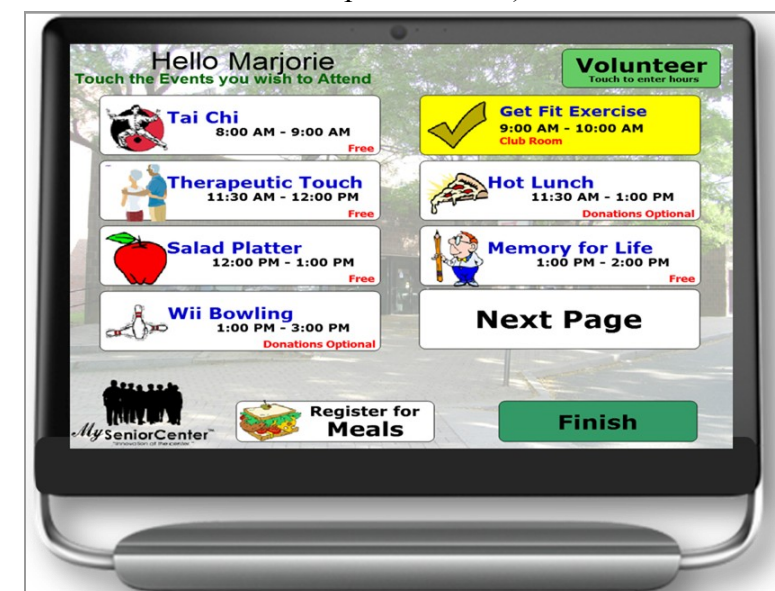 Hello Marjorie
Touch the Events you wish to Attend
Volunteer
Touch to enter hours
Tai Chi
8:00 AM - 9:00 AM
Free
Get Fit Exercise
9:00 AM - 10:00 AM
Club Room
Therapeutic Touch
11:30 AM - 12:00 PM
Free
Hot Lunch
11:30 AM - 1:00 PM
Donations Optional
Salad Platter
12:00 PM - 1:00 PM
Free
Memory for Life
1:00 PM - 2:00 PM
Free
Wii Bowling
1:00 PM - 3:00 PM
Donations Optional
Next Page
MySeniorCenter™
Register for
Meals
Finish